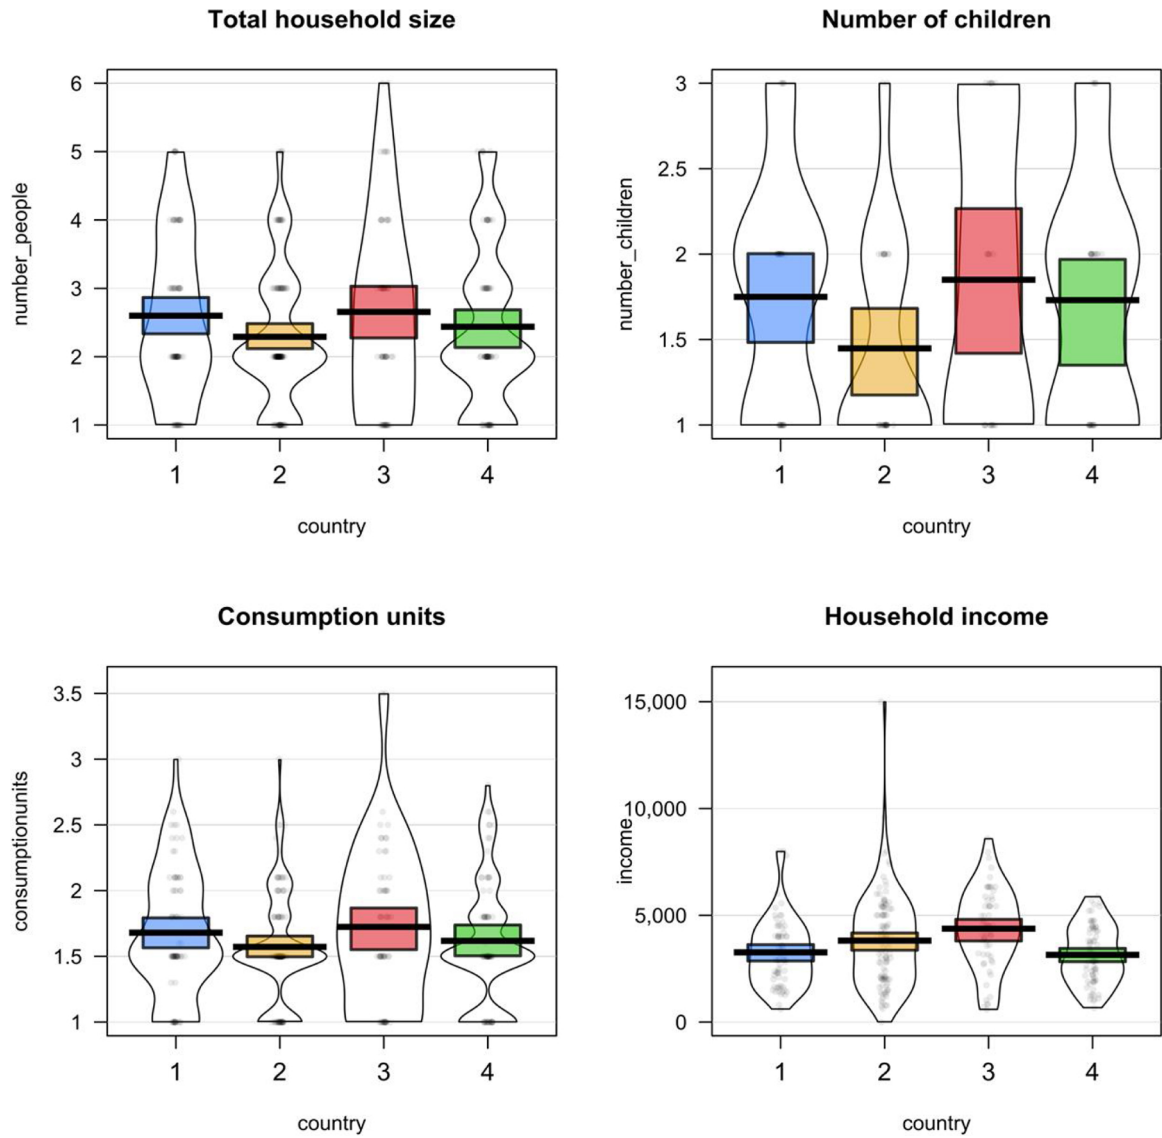 Total household size
number_people
6
5
4
3
2
1
1 2 3 4
country
Number of children
number_children
3
2.5
2
1.5
1
1 2 3 4
country
Consumption units
consumptionunits
3.5
3
2.5
2
1.5
1
1 2 3 4
country
Household income
income
15,000
10,000
5,000
0
1 2 3 4
country